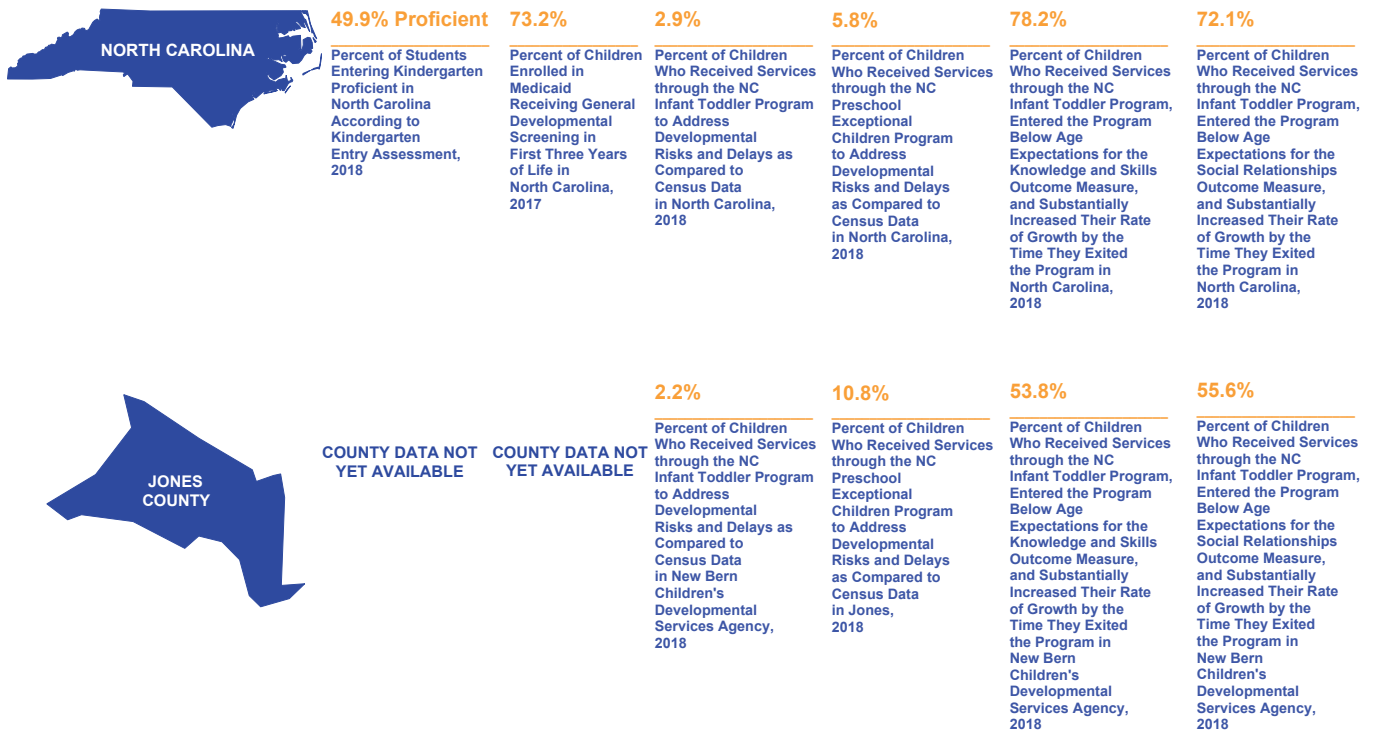 NORTH CAROLINA
49.9% Proficient
Percent of Students
Entering Kindergarten
Proficient in
North Carolina
According to
Kindergarten
Entry Assessment,
2018
73.2%
Percent of Children
Enrolled in
Medicaid
Receiving General
Developmental
Screening in
First Three Years
of Life in
North Carolina,
2017
2.9%
Percent of Children
Who Received Services
through the NC
Infant Toddler Program
to Address
Developmental
Risks and Delays as
Compared to
Census Data
in North Carolina,
2018
5.8%
Percent of Children
Who Received Services
through the NC
Preschool
Exceptional
Children Program
to Address
Developmental
Risks and Delays
as Compared to
Census Data
in North Carolina,
2018
78.2%
Percent of Children
Who Received Services
through the NC
Infant Toddler Program,
Entered the Program
Below Age
Expectations for the
Knowledge and Skills
Outcome Measure,
and Substantially
Increased Their Rate
of Growth by the
Time They Exited
the Program in
North Carolina,
2018
72.1%
Percent of Children
Who Received Services
through the NC
Infant Toddler Program,
Entered the Program
Below Age
Expectations for the
Social Relationships
Outcome Measure,
and Substantially
Increased Their Rate
of Growth by the
Time They Exited
the Program in
North Carolina,
2018
JONES
COUNTY
COUNTY DATA NOT
YET AVAILABLE
COUNTY DATA NOT
YET AVAILABLE
2.2%
Percent of Children
Who Received Services
through the NC
Infant Toddler Program
to Address
Developmental
Risks and Delays as
Compared to
Census Data
in New Bern
Children's
Developmental
Services Agency,
2018
10.8%
Percent of Children
Who Received Services
through the NC
Preschool
Exceptional
Children Program
to Address
Developmental
Risks and Delays
as Compared to
Census Data
in Jones,
2018
53.8%
Percent of Children
Who Received Services
through the NC
Infant Toddler Program,
Entered the Program
Below Age
Expectations for the
Knowledge and Skills
Outcome Measure,
and Substantially
Increased Their Rate
of Growth by the
Time They Exited
the Program in
New Bern
Children's
Developmental
Services Agency,
2018
55.6%
Percent of Children
Who Received Services
through the NC
Infant Toddler Program,
Entered the Program
Below Age
Expectations for the
Social Relationships
Outcome Measure,
and Substantially
Increased Their Rate
of Growth by the
Time They Exited
the Program in
New Bern
Children's
Developmental
Services Agency,
2018